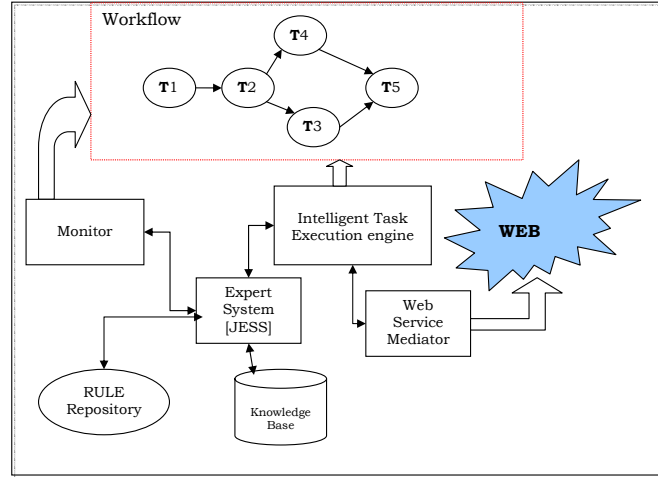 Workflow
T4
T1
T2
T5
T3
Monitor
Intelligent Task
Execution engine
WEB
Expert
System
[JESS]
Web
Service
Mediator
RULE
Repository
Knowledge
Base